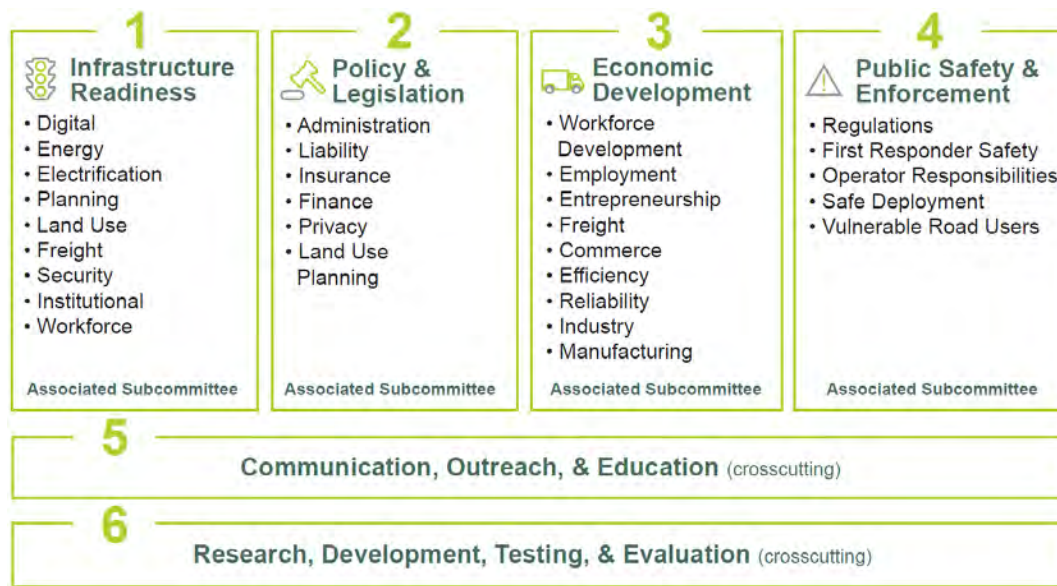 1
Infrastructure
Readiness
• Digital
• Energy
• Electrification
• Planning
• Land Use
• Freight
• Security
• Institutional
• Workforce
Associated Subcommittee
2
Policy &
Legislation
• Administration
• Liability
• Insurance
• Finance
• Privacy
• Land Use
Planning
Associated Subcommittee
3
Economic
Development
• Workforce
Development
• Employment
• Entrepreneurship
• Freight
• Commerce
• Efficiency
• Reliability
• Industry
• Manufacturing
Associated Subcommittee
4
Public Safety &
Enforcement
• Regulations
• First Responder Safety
• Operator Responsibilities
• Safe Deployment
• Vulnerable Road Users
Associated Subcommittee
5
Communication, Outreach, & Education (crosscutting)
6
Research, Development, Testing, & Evaluation (crosscutting)